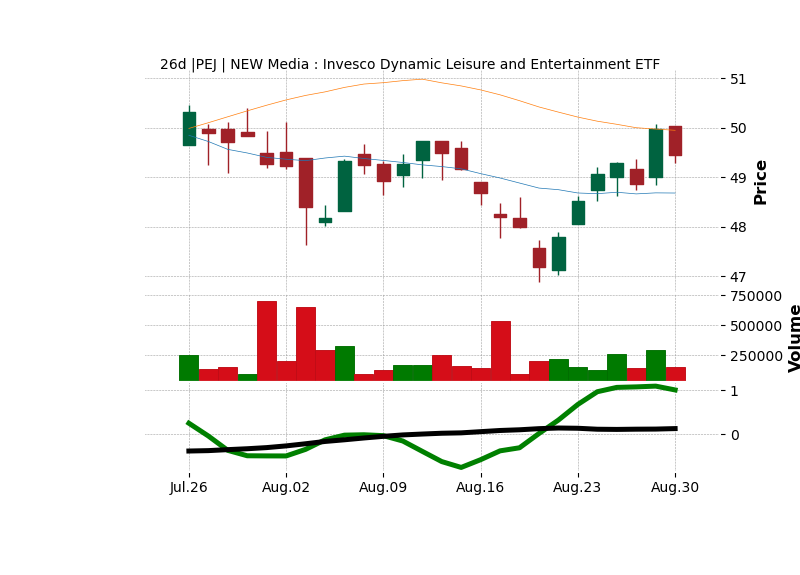 26d |PEJ | NEW Media : Invesco Dynamic Leisure and Entertainment ETF
51
50
49
48
47
Price
750000
500000
250000
Volume
1
0
Jul.26 Aug.02 Aug.09 Aug.16 Aug.23 Aug.30